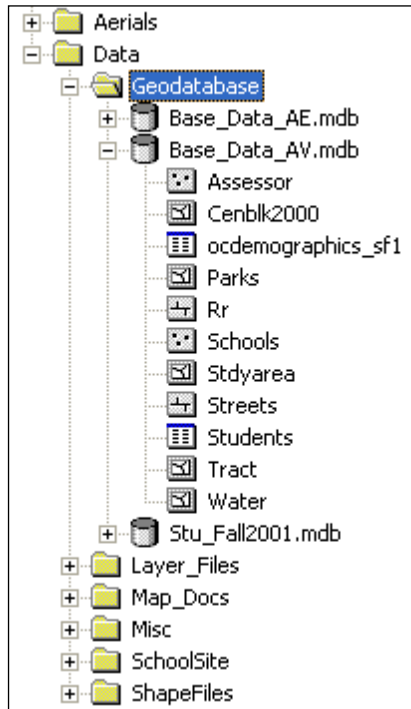 Aerials
Data
Geodatabase
Base_Data_AE.mdb
Base_Data_AV.mdb
Assessor
Cenblk2000
ocdemographics_sf1
Parks
Rr
Schools
Stdyarea
Streets
Students
Tract
Water
Stu_Fall2001.mdb
Layer_Files
Map_Docs
Misc
SchoolSite
ShapeFiles